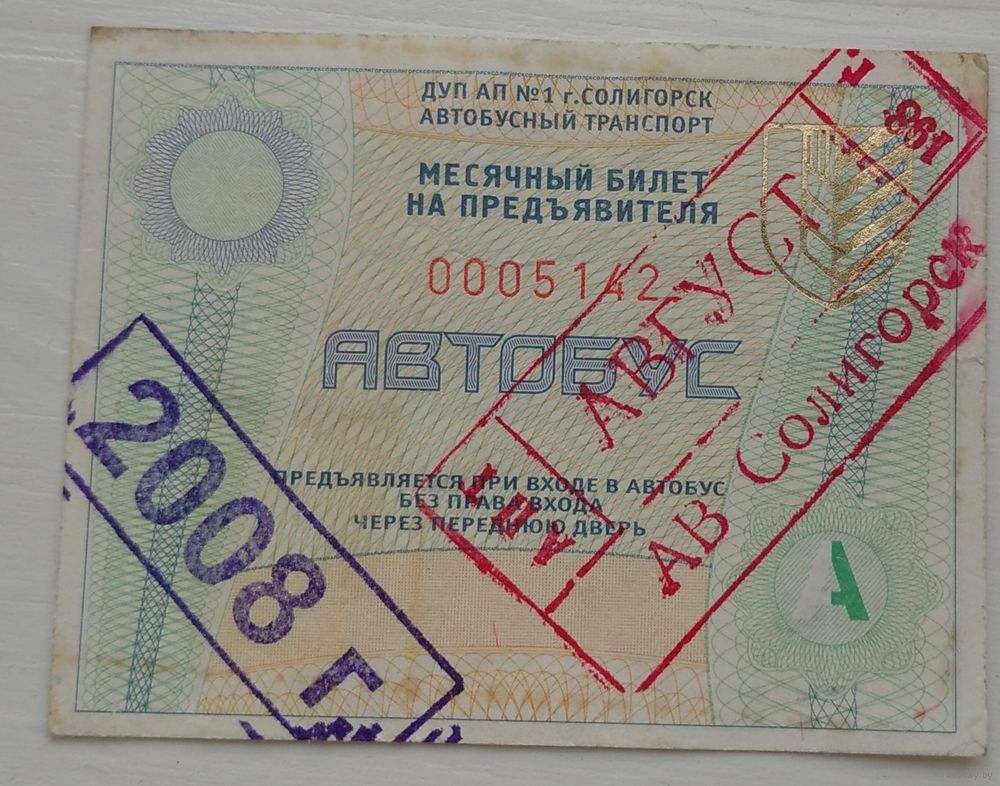 ДУП АП №1 г.СОЛИГОРСК
АВТОБУСНЫЙ ТРАНСПОРТ
МЕСЯЧНЫЙ БИЛЕТ
НА ПРЕДЪЯВИТЕЛЯ
0005142
АВТОБУС
ПРЕДЪЯВЛЯЕТСЯ ПРИ ВХОДЕ В АВТОБУС
БЕЗ ПРАВА ВХОДА
ЧЕРЕЗ ПЕРЕДНЮЮ ДВЕРЬ
А
2008 Г
АВГУСТ
АВ Солигорск
198